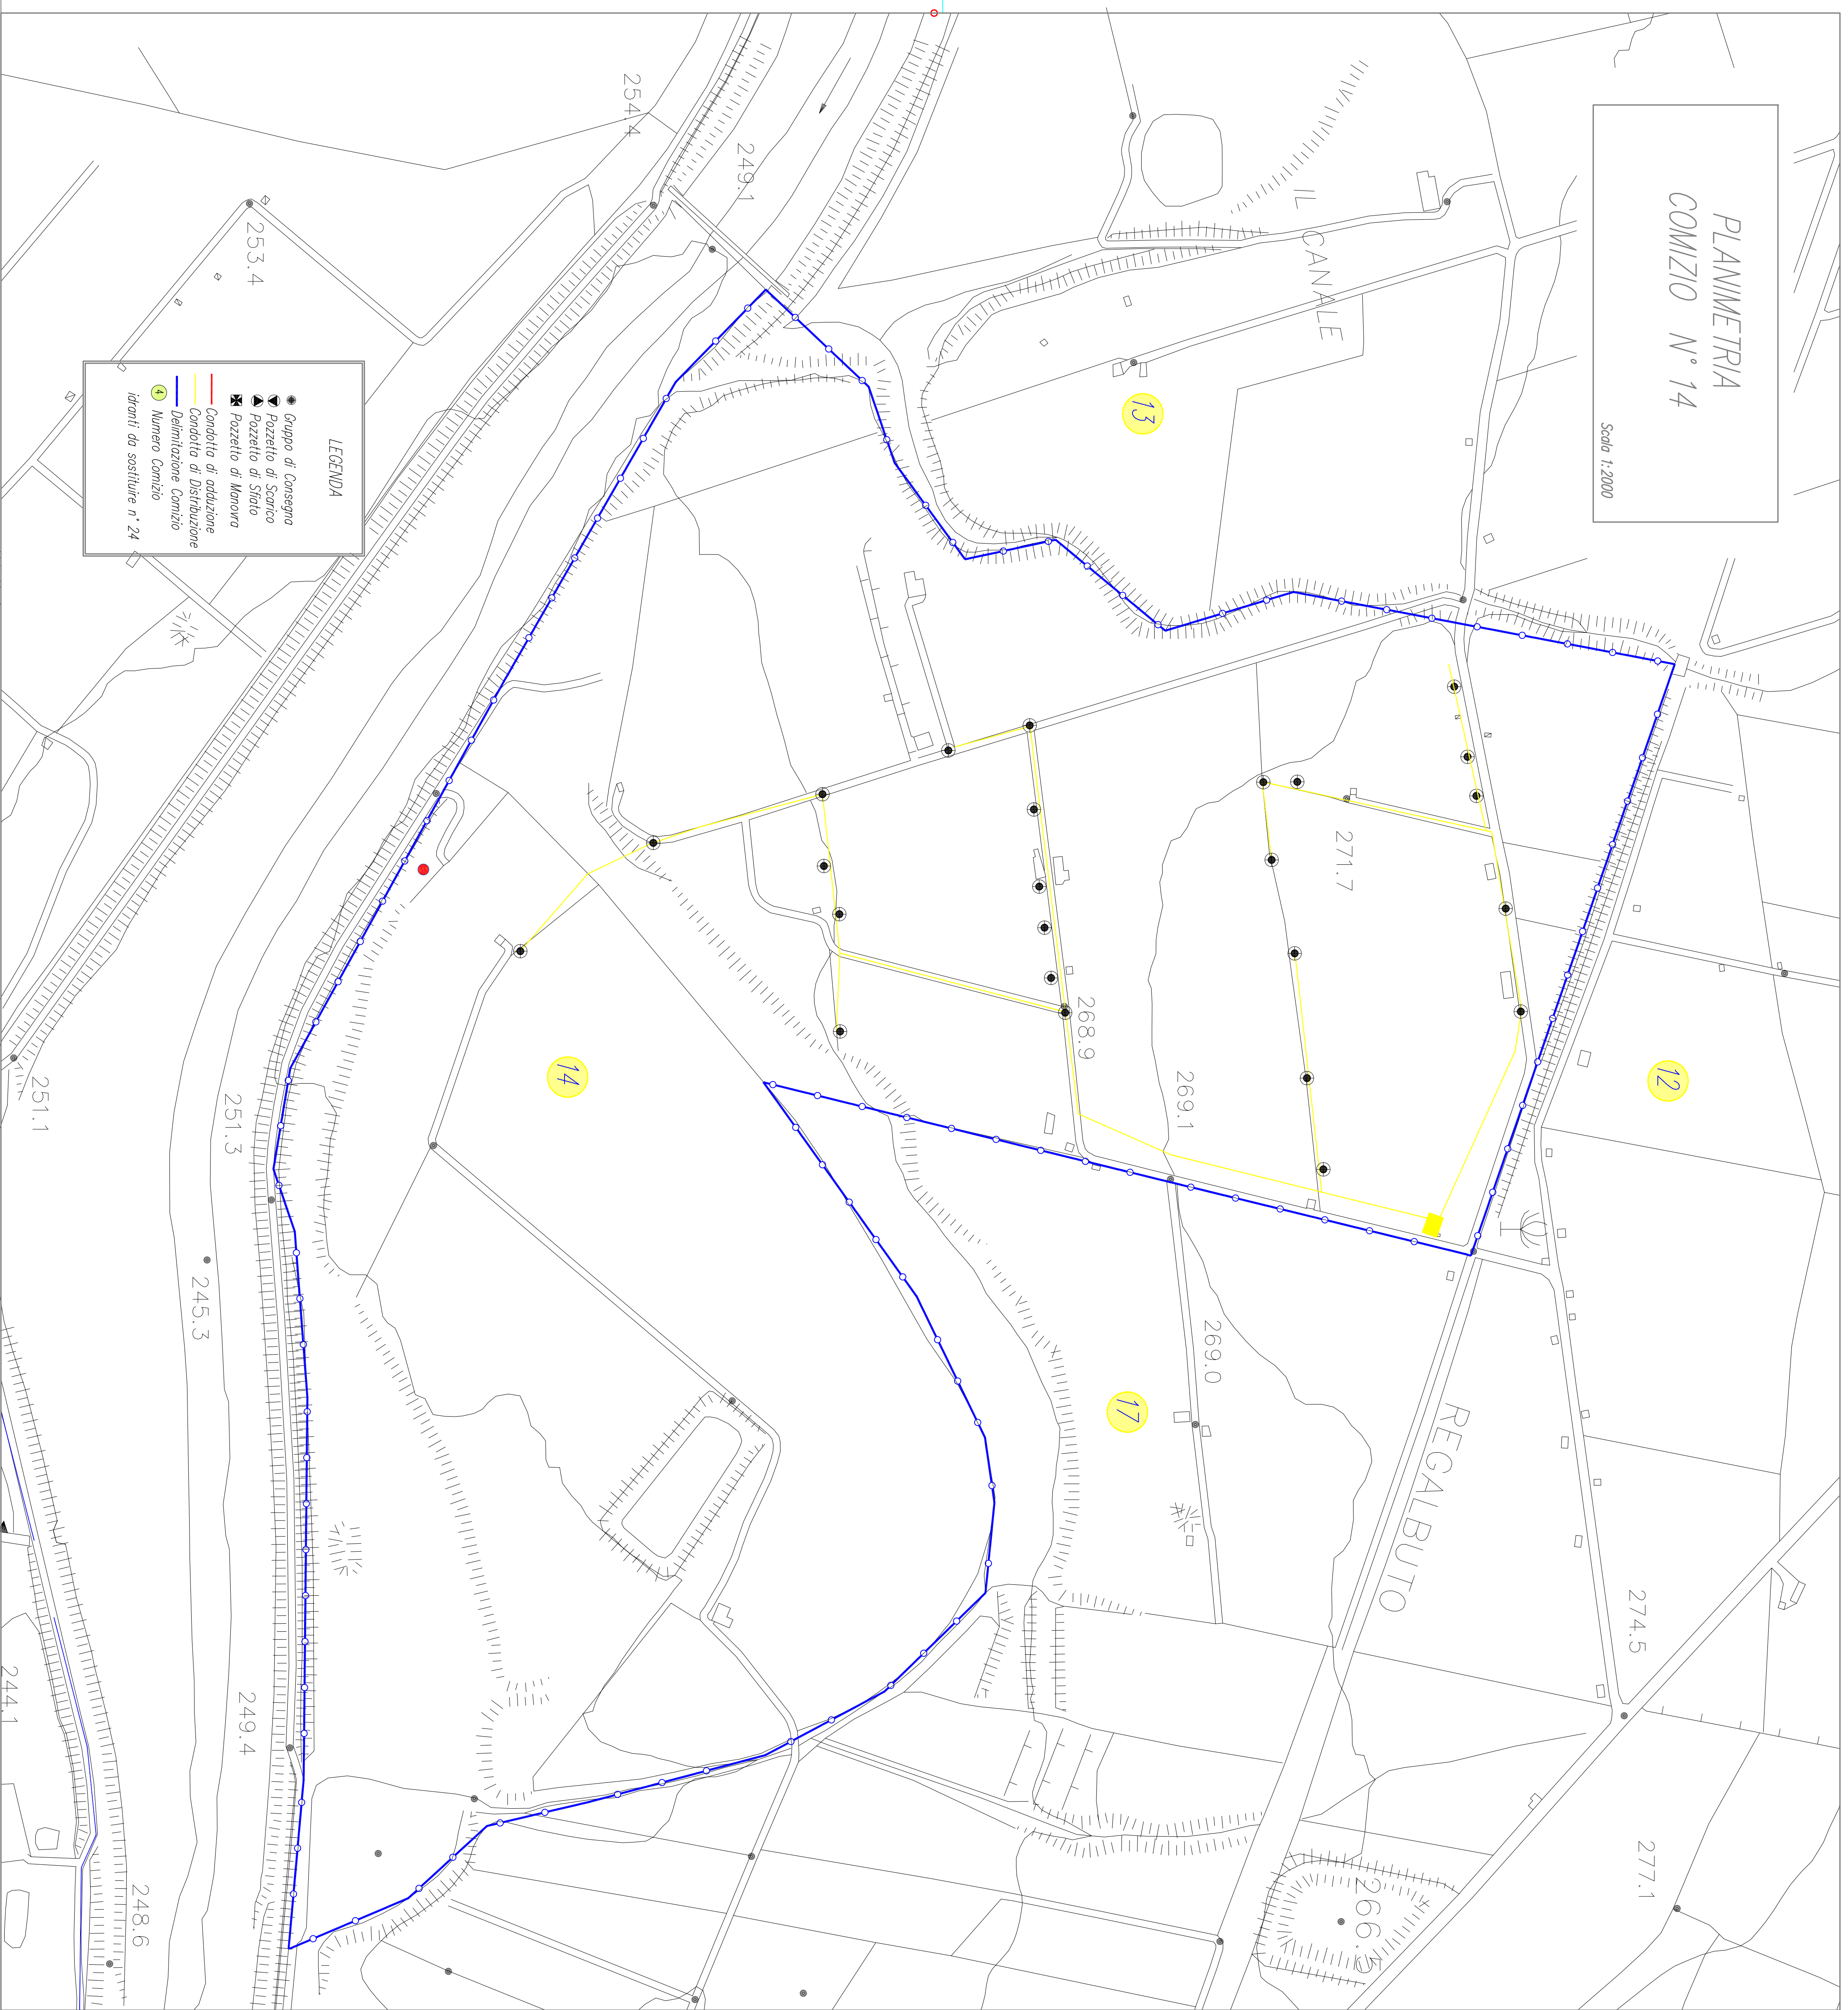 PLANIMETRIA
COMIZIO N° 14
Scala 1:2000
IL CANALE
REGALBUTO
254.4
249.1
253.4
13
271.7
12
268.9
269.1
14
251.1
251.3
245.3
269.0
17
274.5
249.4
244.1
277.1
266.5
248.6
LEGENDA
Gruppo di Consegna
Pozzetto di Scarico
Pozzetto di Sfiato
Pozzetto di Manovra
Condotta di adduzione
Condotta di Distribuzione
Delimitazione Comizio
4 Numero Comizio
idranti da sostituire n° 24